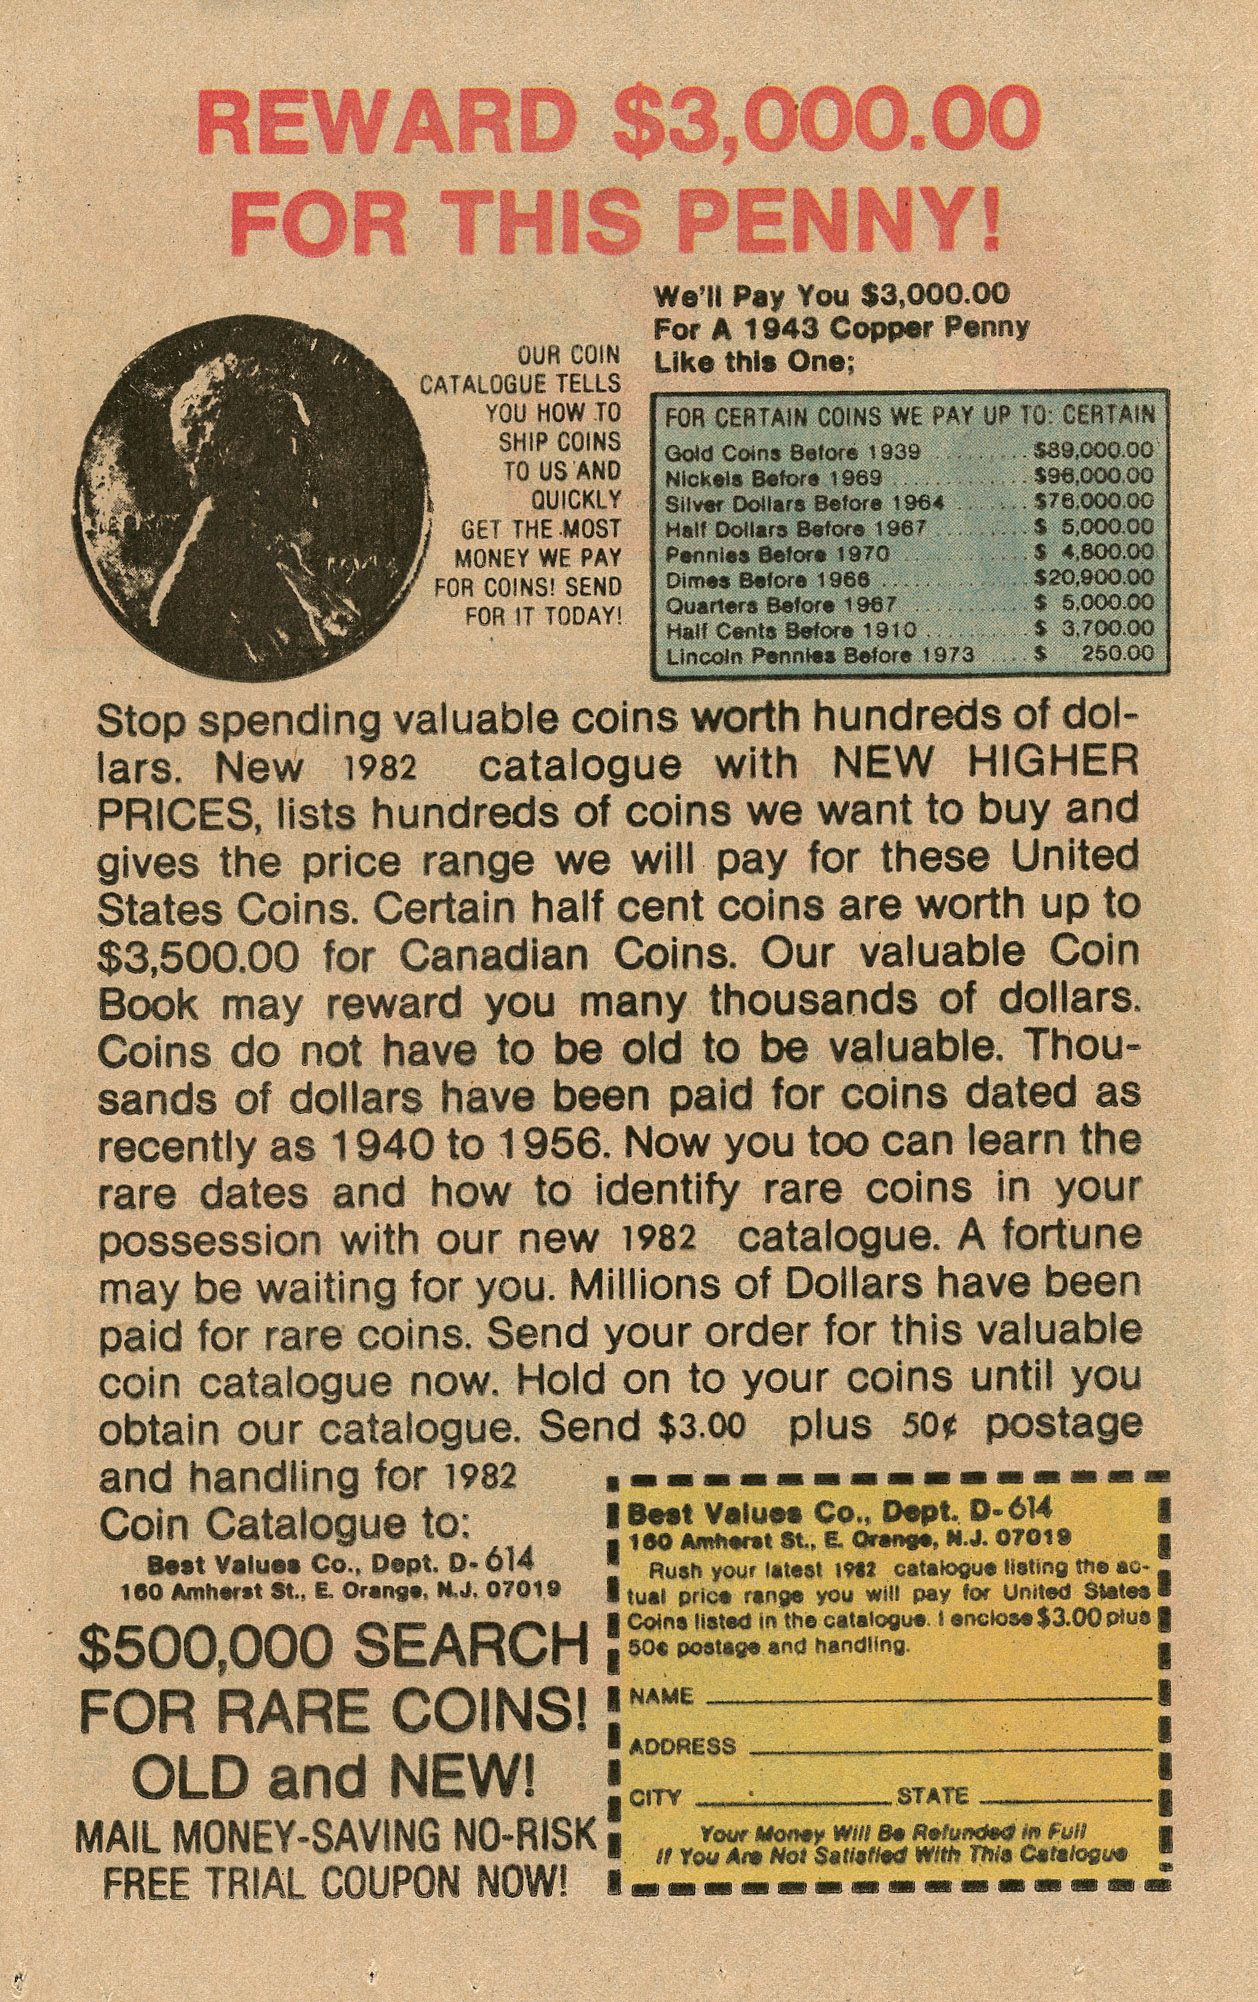 REWARD $3,000.00
FOR THIS PENNY!
We'll Pay You $3,000.00
For A 1943 Copper Penny
Like this One;
OUR COIN
CATALOGUE TELLS
YOU HOW TO
SHIP COINS
TO US AND
QUICKLY
GET THE MOST
MONEY WE PAY
FOR COINS! SEND
FOR IT TODAY!
FOR CERTAIN COINS WE PAY UP TO: CERTAIN
Gold Coins Before 1939 ......... $89,000.00
Nickels Before 1969 ............ $96,000.00
Silver Dollars Before 1964 ...... $76,000.00
Half Dollars Before 1967 ........ $ 5,000.00
Pennies Before 1970 ............ $ 4,800.00
Dimes Before 1966 ............. $20,900.00
Quarters Before 1967 .......... $ 5,000.00
Half Cents Before 1910 ........ $ 3,700.00
Lincoln Pennies Before 1973 .... $ 250.00
Stop spending valuable coins worth hundreds of dol-
lars. New 1982 catalogue with NEW HIGHER
PRICES, lists hundreds of coins we want to buy and
gives the price range we will pay for these United
States Coins. Certain half cent coins are worth up to
$3,500.00 for Canadian Coins. Our valuable Coin
Book may reward you many thousands of dollars.
Coins do not have to be old to be valuable. Thou-
sands of dollars have been paid for coins dated as
recently as 1940 to 1956. Now you too can learn the
rare dates and how to identify rare coins in your
possession with our new 1982 catalogue. A fortune
may be waiting for you. Millions of Dollars have been
paid for rare coins. Send your order for this valuable
coin catalogue now. Hold on to your coins until you
obtain our catalogue. Send $3.00 plus 50¢ postage
and handling for 1982
Coin Catalogue to:
Best Values Co., Dept. D-614
160 Amherst St., E. Orange, N.J. 07019
$500,000 SEARCH
FOR RARE COINS!
OLD and NEW!
MAIL MONEY-SAVING NO-RISK
FREE TRIAL COUPON NOW!
Best Values Co., Dept. D-614
160 Amherst St., E. Orange, N.J. 07019
Rush your latest 1982 catalogue listing the ac-
tual price range you will pay for United States
Coins listed in the catalogue. I enclose $3.00 plus
50¢ postage and handling.
NAME
ADDRESS
CITY STATE
Your Money Will Be Refunded in Full
If You Are Not Satisfied With This Catalogue